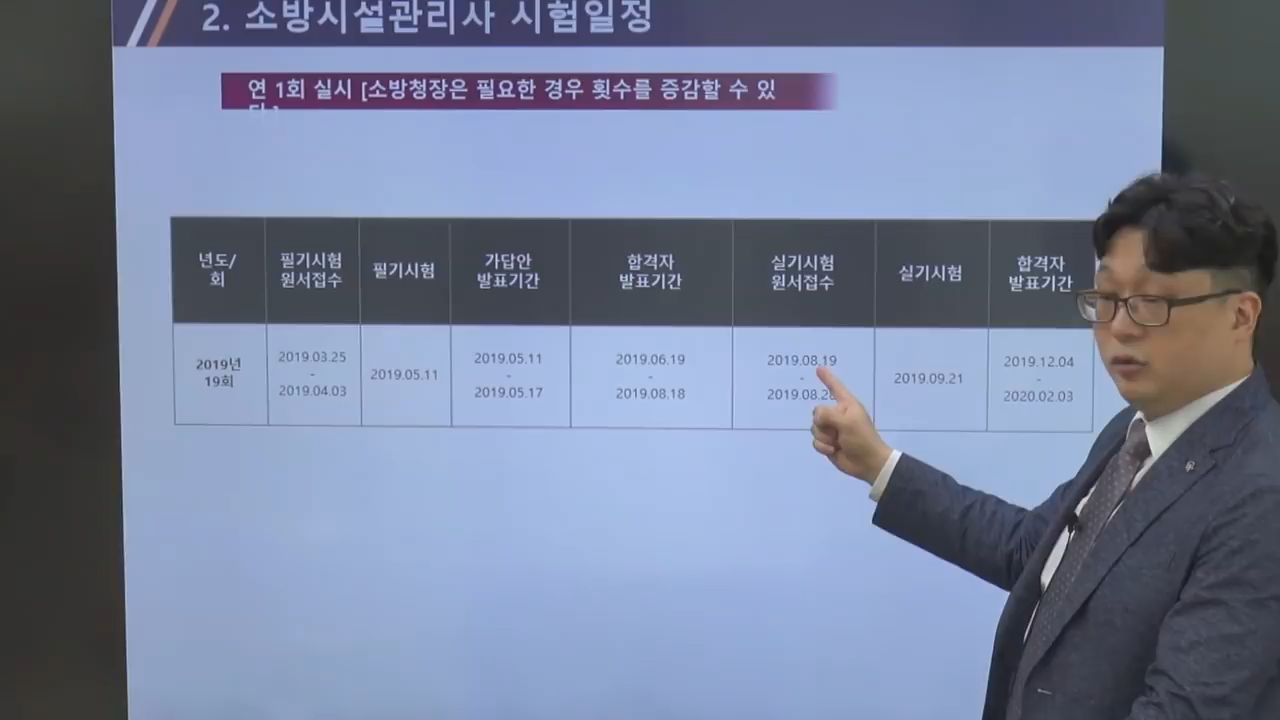 2. 소방시설관리사 시험일정
연 1회 실시 [소방청장은 필요한 경우 횟수를 증감할 수 있
다.]
년도/
회
필기시험
원서접수
필기시험
가답안
발표기간
합격자
발표기간
실기시험
원서접수
실기시험
합격자
발표기간
2019년
19회
2019.03.25
-
2019.04.03
2019.05.11
2019.05.11
-
2019.05.17
2019.06.19
-
2019.08.18
2019.08.19
-
2019.08.28
2019.09.21
2019.12.04
-
2020.02.03